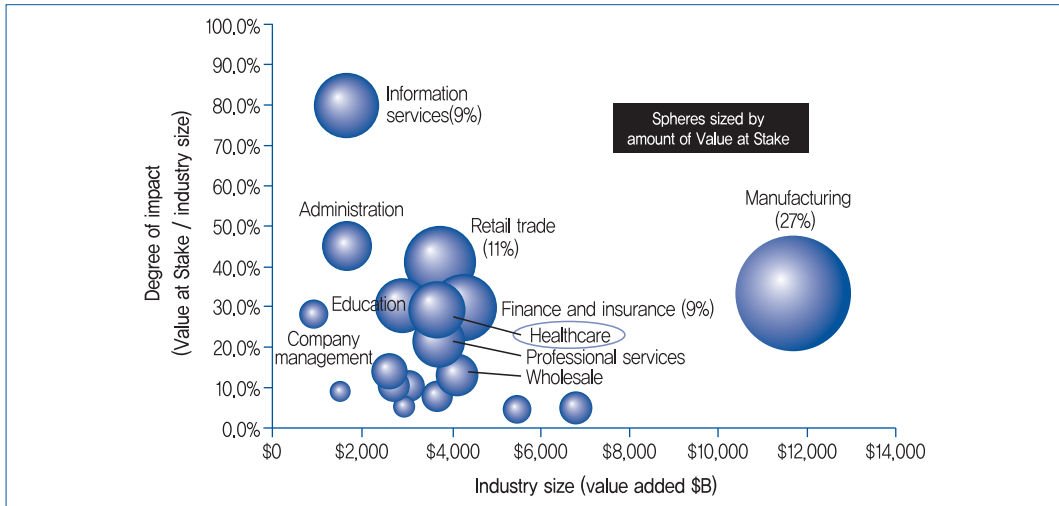 100.0%
90.0%
80.0%
70.0%
60.0%
50.0%
40.0%
30.0%
20.0%
10.0%
0.0%
Degree of impact
(Value at Stake / industry size)
Information
services(9%)
Spheres sized by
amount of Value at Stake
Administration
Retail trade
(11%)
Manufacturing
(27%)
Education
Finance and insurance (9%)
Healthcare
Company
management
Professional services
Wholesale
$0
$2,000
$4,000
$6,000
$8,000
$10,000
$12,000
$14,000
Industry size (value added $B)